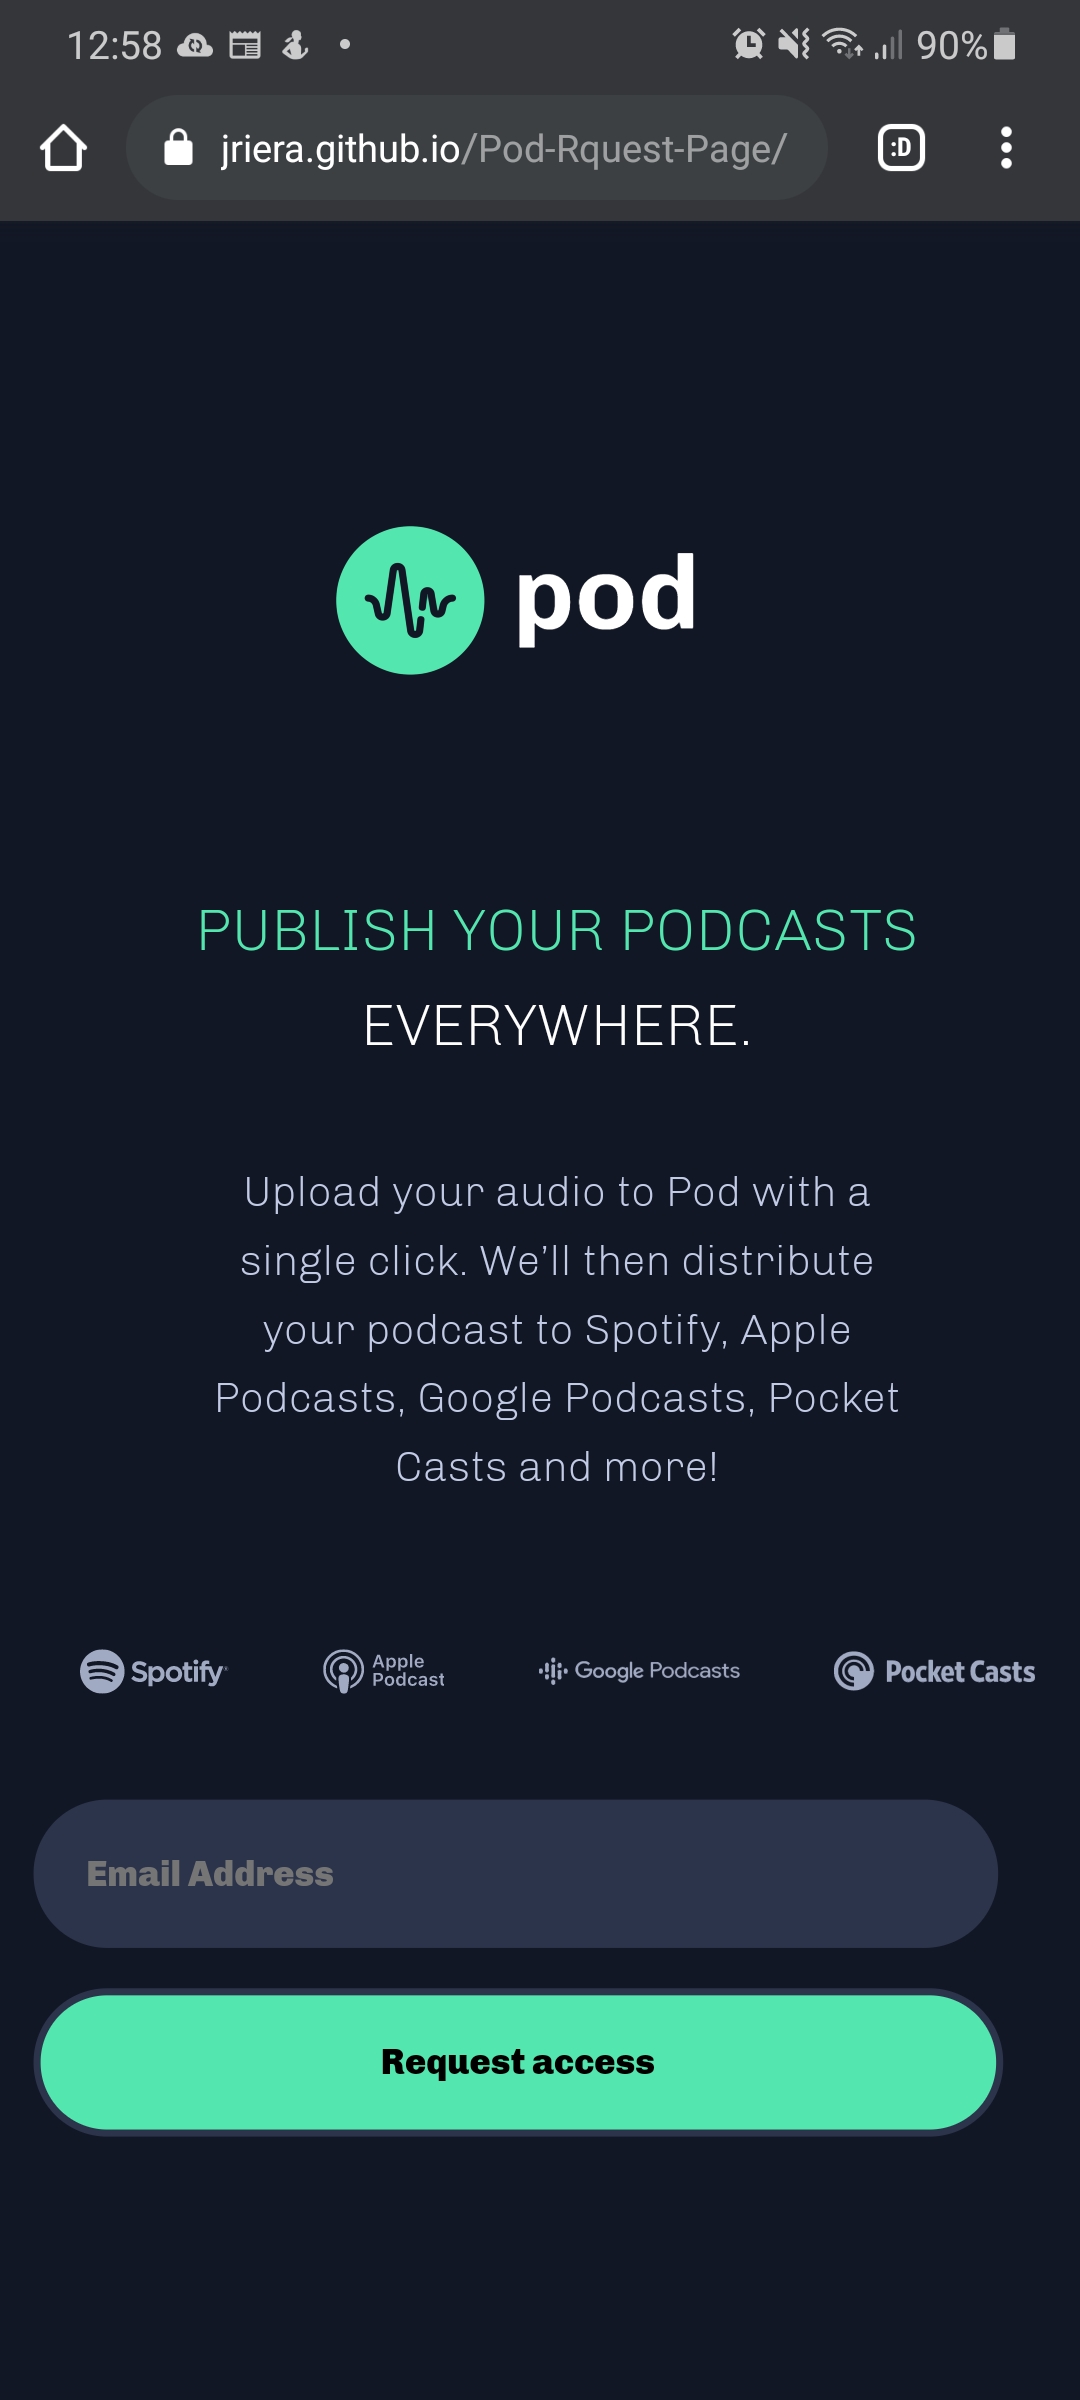 12:58 90%
jriera.github.io/Pod-Rquest-Page/ :D
pod
PUBLISH YOUR PODCASTS
EVERYWHERE.
Upload your audio to Pod with a
single click. We’ll then distribute
your podcast to Spotify, Apple
Podcasts, Google Podcasts, Pocket
Casts and more!
Spotify Apple Podcast Google Podcasts Pocket Casts
Email Address
Request access